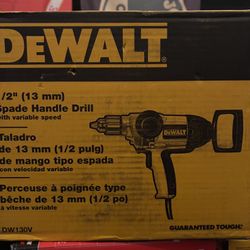 DEWALT
1/2" (13 mm)
Spade Handle Drill
with variable speed
Taladro
de 13 mm (1/2 pulg)
de mango tipo espada
con velocidad variable
DEWALT
Perceuse à poignée type
bêche de 13 mm (1/2 po)
à vitesse variable
DW130V
GUARANTEED TOUGH.